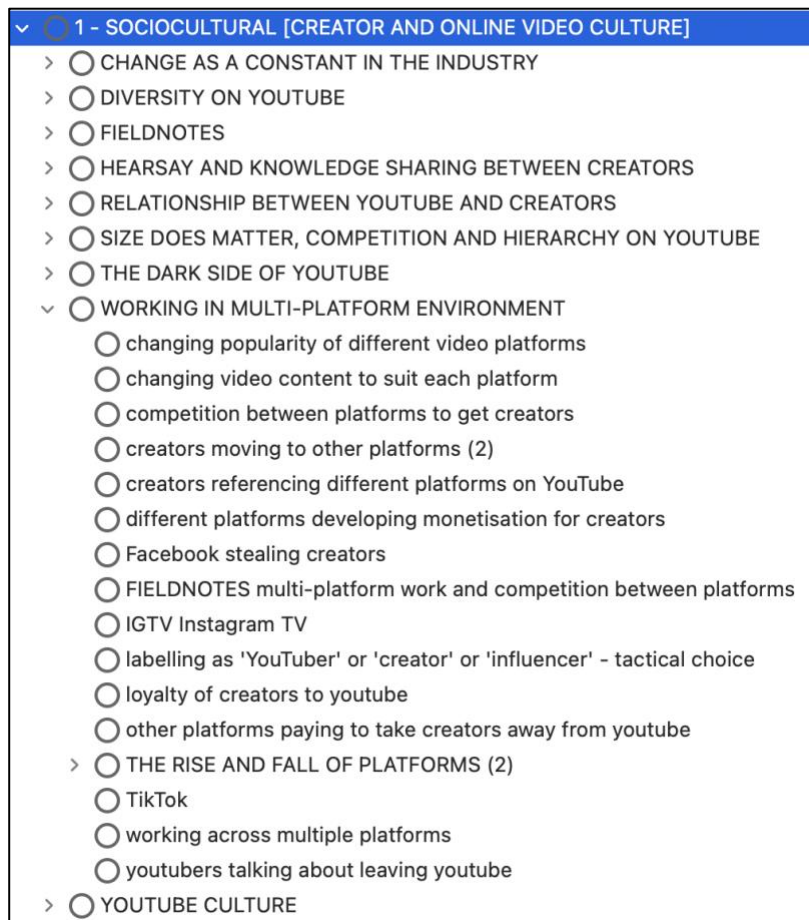 1 - SOCIOCULTURAL [CREATOR AND ONLINE VIDEO CULTURE]
CHANGE AS A CONSTANT IN THE INDUSTRY
DIVERSITY ON YOUTUBE
FIELDNOTES
HEARSAY AND KNOWLEDGE SHARING BETWEEN CREATORS
RELATIONSHIP BETWEEN YOUTUBE AND CREATORS
SIZE DOES MATTER, COMPETITION AND HIERARCHY ON YOUTUBE
THE DARK SIDE OF YOUTUBE
WORKING IN MULTI-PLATFORM ENVIRONMENT
changing popularity of different video platforms
changing video content to suit each platform
competition between platforms to get creators
creators moving to other platforms (2)
creators referencing different platforms on YouTube
different platforms developing monetisation for creators
Facebook stealing creators
FIELDNOTES multi-platform work and competition between platforms
IGTV Instagram TV
labelling as 'YouTuber' or 'creator' or 'influencer' - tactical choice
loyalty of creators to youtube
other platforms paying to take creators away from youtube
THE RISE AND FALL OF PLATFORMS (2)
TikTok
working across multiple platforms
youtubers talking about leaving youtube
YOUTUBE CULTURE